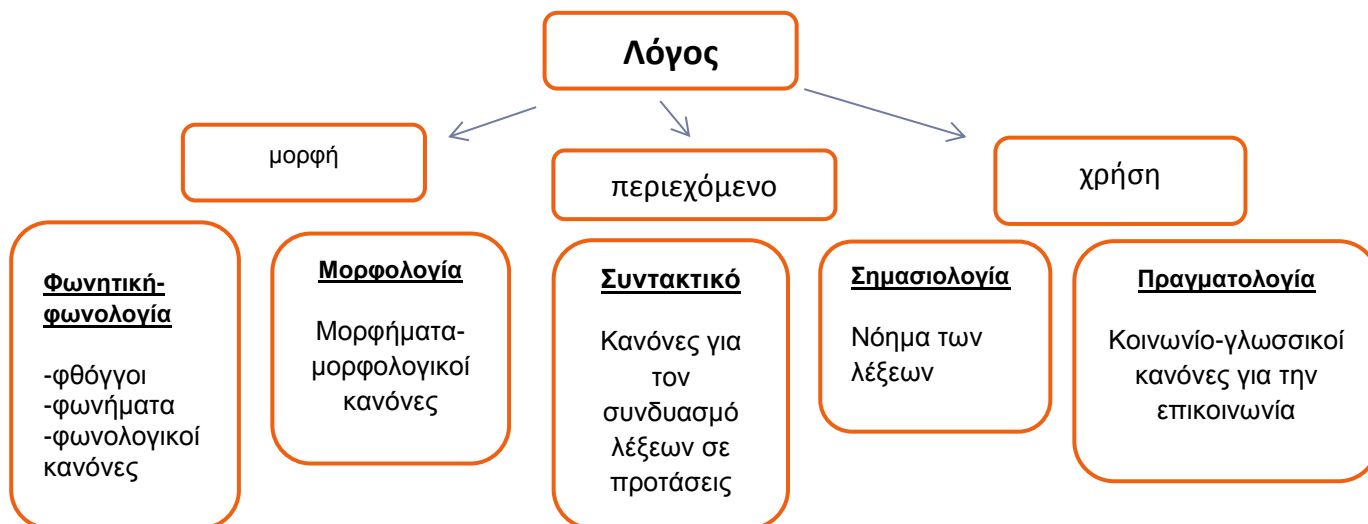 Λόγος
μορφή
περιεχόμενο
χρήση
Φωνητική-
φωνολογία
-φθόγγοι
-φωνήματα
-φωνολογικοί
κανόνες
Μορφολογία
Μορφήματα-
μορφολογικοί
κανόνες
Συντακτικό
Κανόνες για
τον
συνδυασμό
λέξεων σε
προτάσεις
Σημασιολογία
Νόημα των
λέξεων
Πραγματολογία
Κοινωνίο-γλωσσικοί
κανόνες για την
επικοινωνία